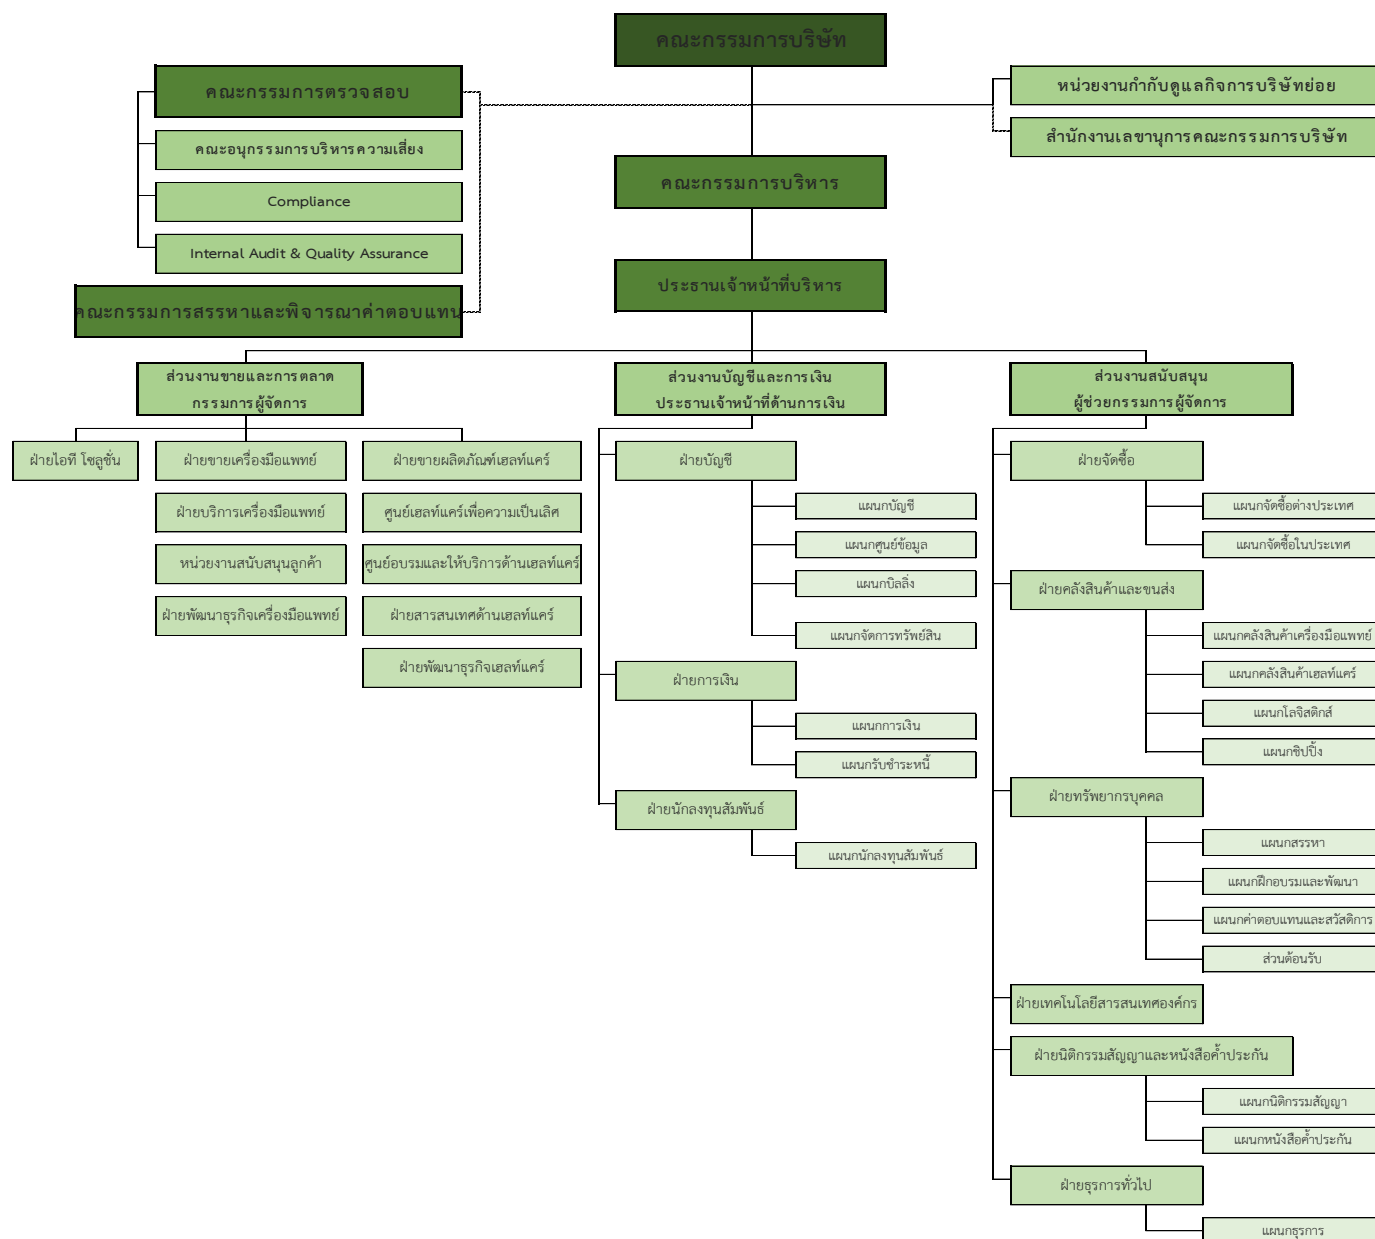 คณะกรรมการบริษัท
คณะกรรมการตรวจสอบ
คณะอนุกรรมการบริหารความเสี่ยง
Compliance
Internal Audit & Quality Assurance
คณะกรรมการสรรหาและพิจารณาค่าตอบแทน
หน่วยงานกำกับดูแลกิจการบริษัทย่อย
สำนักงานเลขานุการคณะกรรมการบริษัท
คณะกรรมการบริหาร
ประธานเจ้าหน้าที่บริหาร
ส่วนงานขายและการตลาด
กรรมการผู้จัดการ
ฝ่ายไอที โซลูชั่น
ฝ่ายขายเครื่องมือแพทย์
ฝ่ายบริการเครื่องมือแพทย์
หน่วยงานสนับสนุนลูกค้า
ฝ่ายพัฒนาธุรกิจเครื่องมือแพทย์
ฝ่ายขายผลิตภัณฑ์เฮลท์แคร์
ศูนย์เฮลท์แคร์เพื่อความเป็นเลิศ
ศูนย์อบรมและให้บริการด้านเฮลท์แคร์
ฝ่ายสารสนเทศด้านเฮลท์แคร์
ฝ่ายพัฒนาธุรกิจเฮลท์แคร์
ส่วนงานบัญชีและการเงิน
ประธานเจ้าหน้าที่ด้านการเงิน
ฝ่ายบัญชี
แผนกบัญชี
แผนกศูนย์ข้อมูล
แผนกบิลลิ่ง
แผนกจัดการทรัพย์สิน
ฝ่ายการเงิน
แผนกการเงิน
แผนกรับชำระหนี้
ฝ่ายนักลงทุนสัมพันธ์
แผนกนักลงทุนสัมพันธ์
ส่วนงานสนับสนุน
ผู้ช่วยกรรมการผู้จัดการ
ฝ่ายจัดซื้อ
แผนกจัดซื้อต่างประเทศ
แผนกจัดซื้อในประเทศ
ฝ่ายคลังสินค้าและขนส่ง
แผนกคลังสินค้าเครื่องมือแพทย์
แผนกคลังสินค้าเฮลท์แคร์
แผนกโลจิสติกส์
แผนกชิปปิ้ง
ฝ่ายทรัพยากรบุคคล
แผนกสรรหา
แผนกฝึกอบรมและพัฒนา
แผนกค่าตอบแทนและสวัสดิการ
ส่วนต้อนรับ
ฝ่ายเทคโนโลยีสารสนเทศองค์กร
ฝ่ายนิติกรรมสัญญาและหนังสือค้ำประกัน
แผนกนิติกรรมสัญญา
แผนกหนังสือค้ำประกัน
ฝ่ายธุรการทั่วไป
แผนกธุรการ